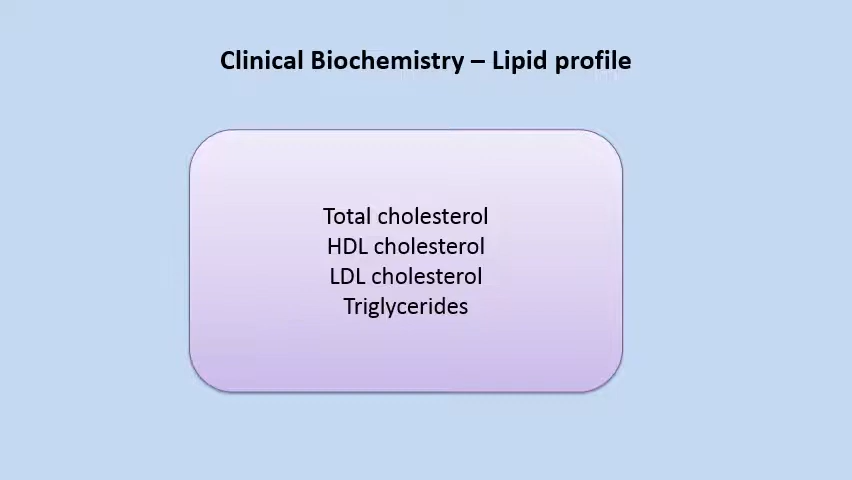 Clinical Biochemistry – Lipid profile
Total cholesterol
HDL cholesterol
LDL cholesterol
Triglycerides